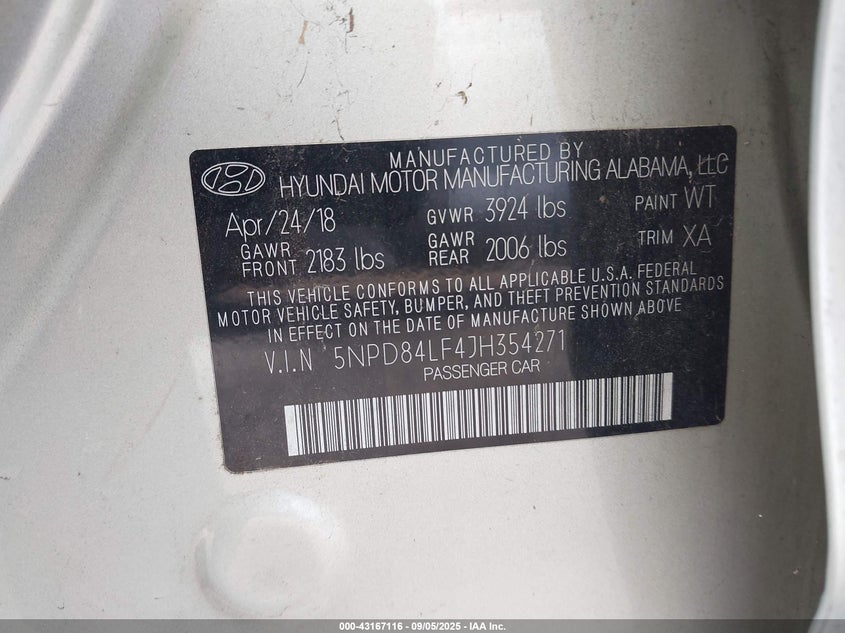 MANUFACTURED BY
HYUNDAI MOTOR MANUFACTURING ALABAMA, LLC
Apr/24/18 GVWR 3924 lbs PAINT WT
GAWR FRONT 2183 lbs GAWR REAR 2006 lbs TRIM XA
THIS VEHICLE CONFORMS TO ALL APPLICABLE U.S.A. FEDERAL
MOTOR VEHICLE SAFETY, BUMPER, AND THEFT PREVENTION STANDARDS
IN EFFECT ON THE DATE OF MANUFACTURE SHOWN ABOVE
V.I.N 5NPD84LF4JH354271
PASSENGER CAR
000-43167116 - 09/05/2025 - IAA Inc.